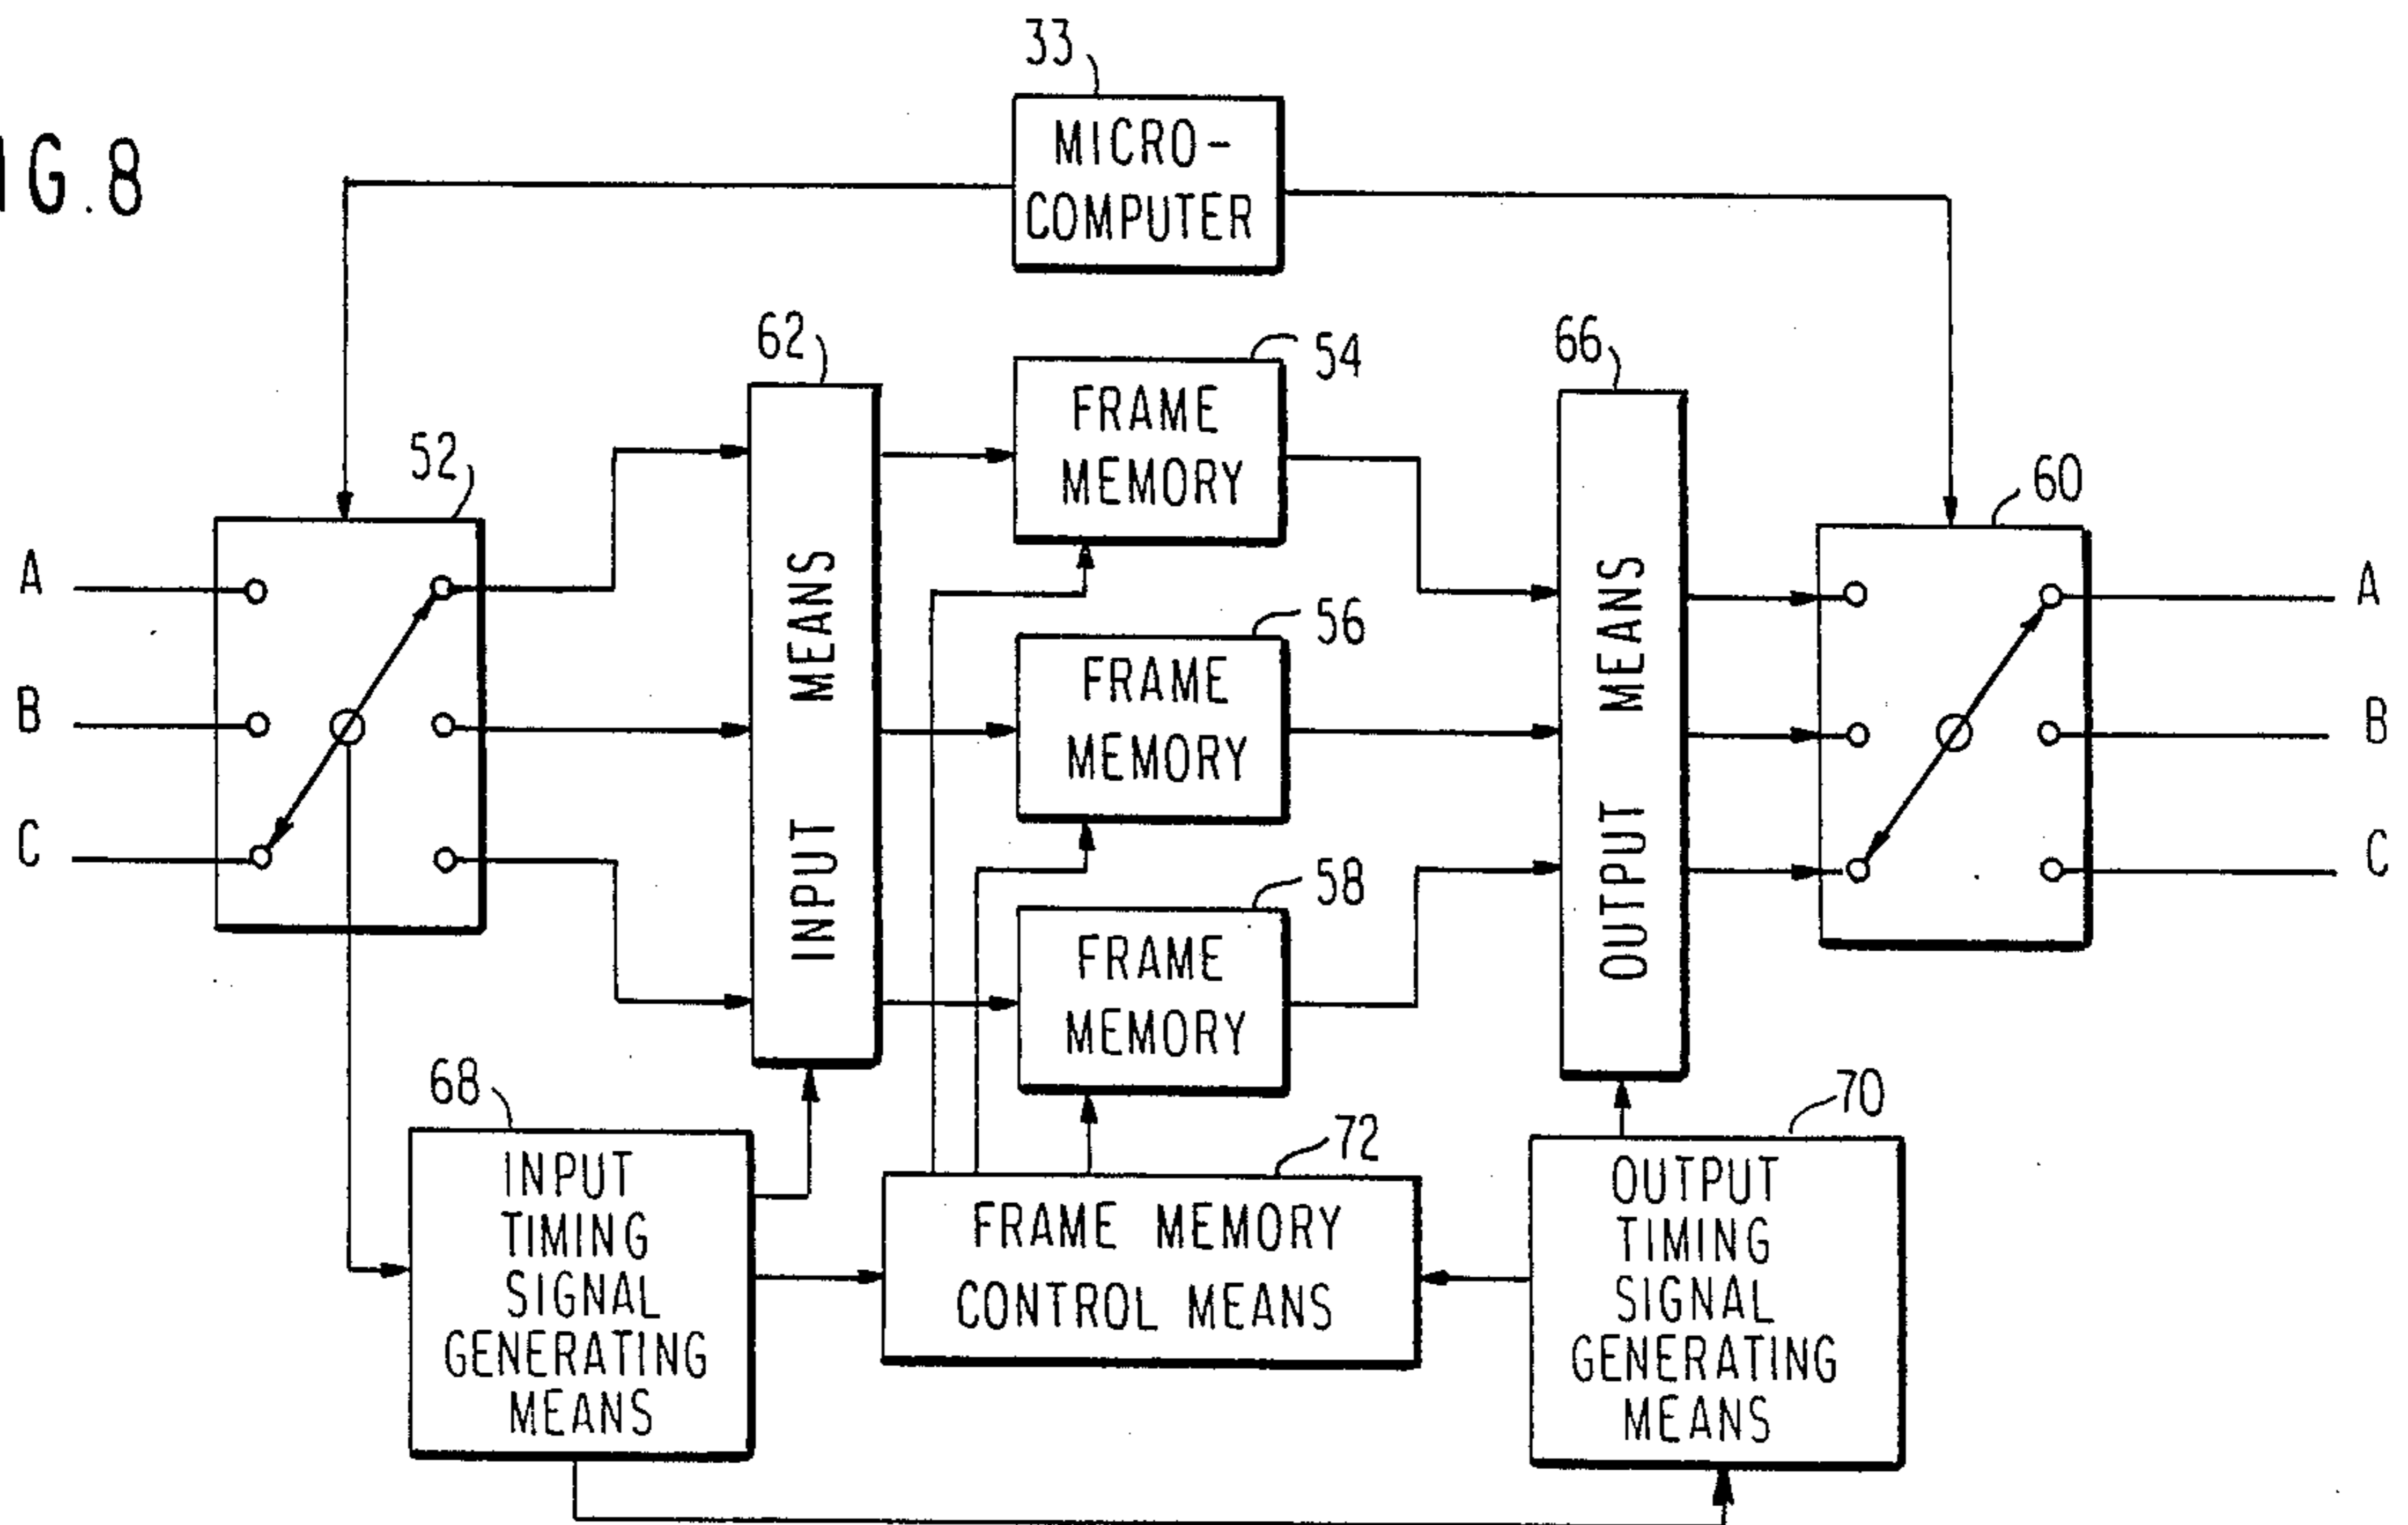 33
IG.8
MICRO-
COMPUTER
62
54
66
FRAME
MEMORY
52
60
A
A
56
INPUT MEANS
OUTPUT MEANS
FRAME
MEMORY
B
B
C
C
58
FRAME
MEMORY
68
70
72
INPUT
TIMING
SIGNAL
GENERATING
MEANS
FRAME MEMORY
CONTROL MEANS
OUTPUT
TIMING
SIGNAL
GENERATING
MEANS